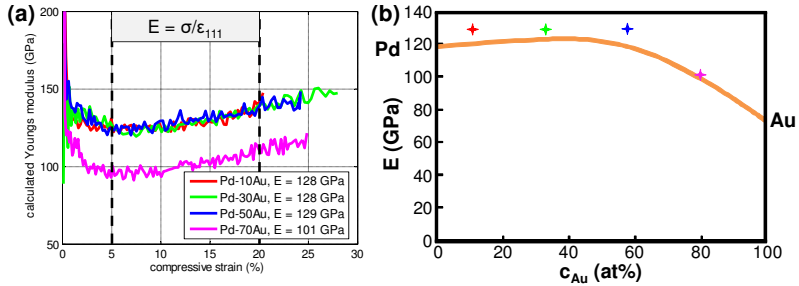 (a)
E = σ/ε111
calculated Youngs modulus (GPa)
200
150
100
50
0
5
10
15
20
25
30
compressive strain (%)
Pd-10Au, E = 128 GPa
Pd-30Au, E = 128 GPa
Pd-50Au, E = 129 GPa
Pd-70Au, E = 101 GPa
(b)
E (GPa)
140
120
100
80
60
40
20
0
Pd
Au
0
20
40
60
80
100
cAu (at%)